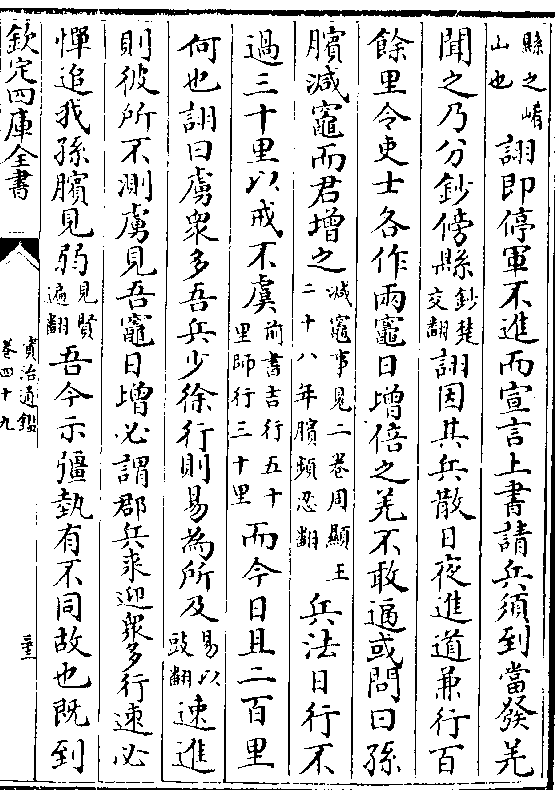 縣之崤山也詡即停軍不進而宣言上書請兵須到當發羌
聞之乃分鈔傍縣鈔楚交翻詡因其兵散日夜進道兼行百
餘里令吏士各作兩竈日增倍之羌不敢逼或問曰孫
臏減竈而君增之減竈事見二卷周顯王二十八年臏頻忍翻兵法日行不
過三十里以戒不虞前書吉行五十里師行三十里而今日且二百里
何也詡曰虜衆多吾兵少徐行則易為所及易以豉翻速進
則彼所不測虜見吾竈日增必謂郡兵來迎衆多行速必
憚追我孫臏見弱見賢遍翻吾今示彊埶有不同故也既到
欽定四庫全書
資治通鑑
卷四十九